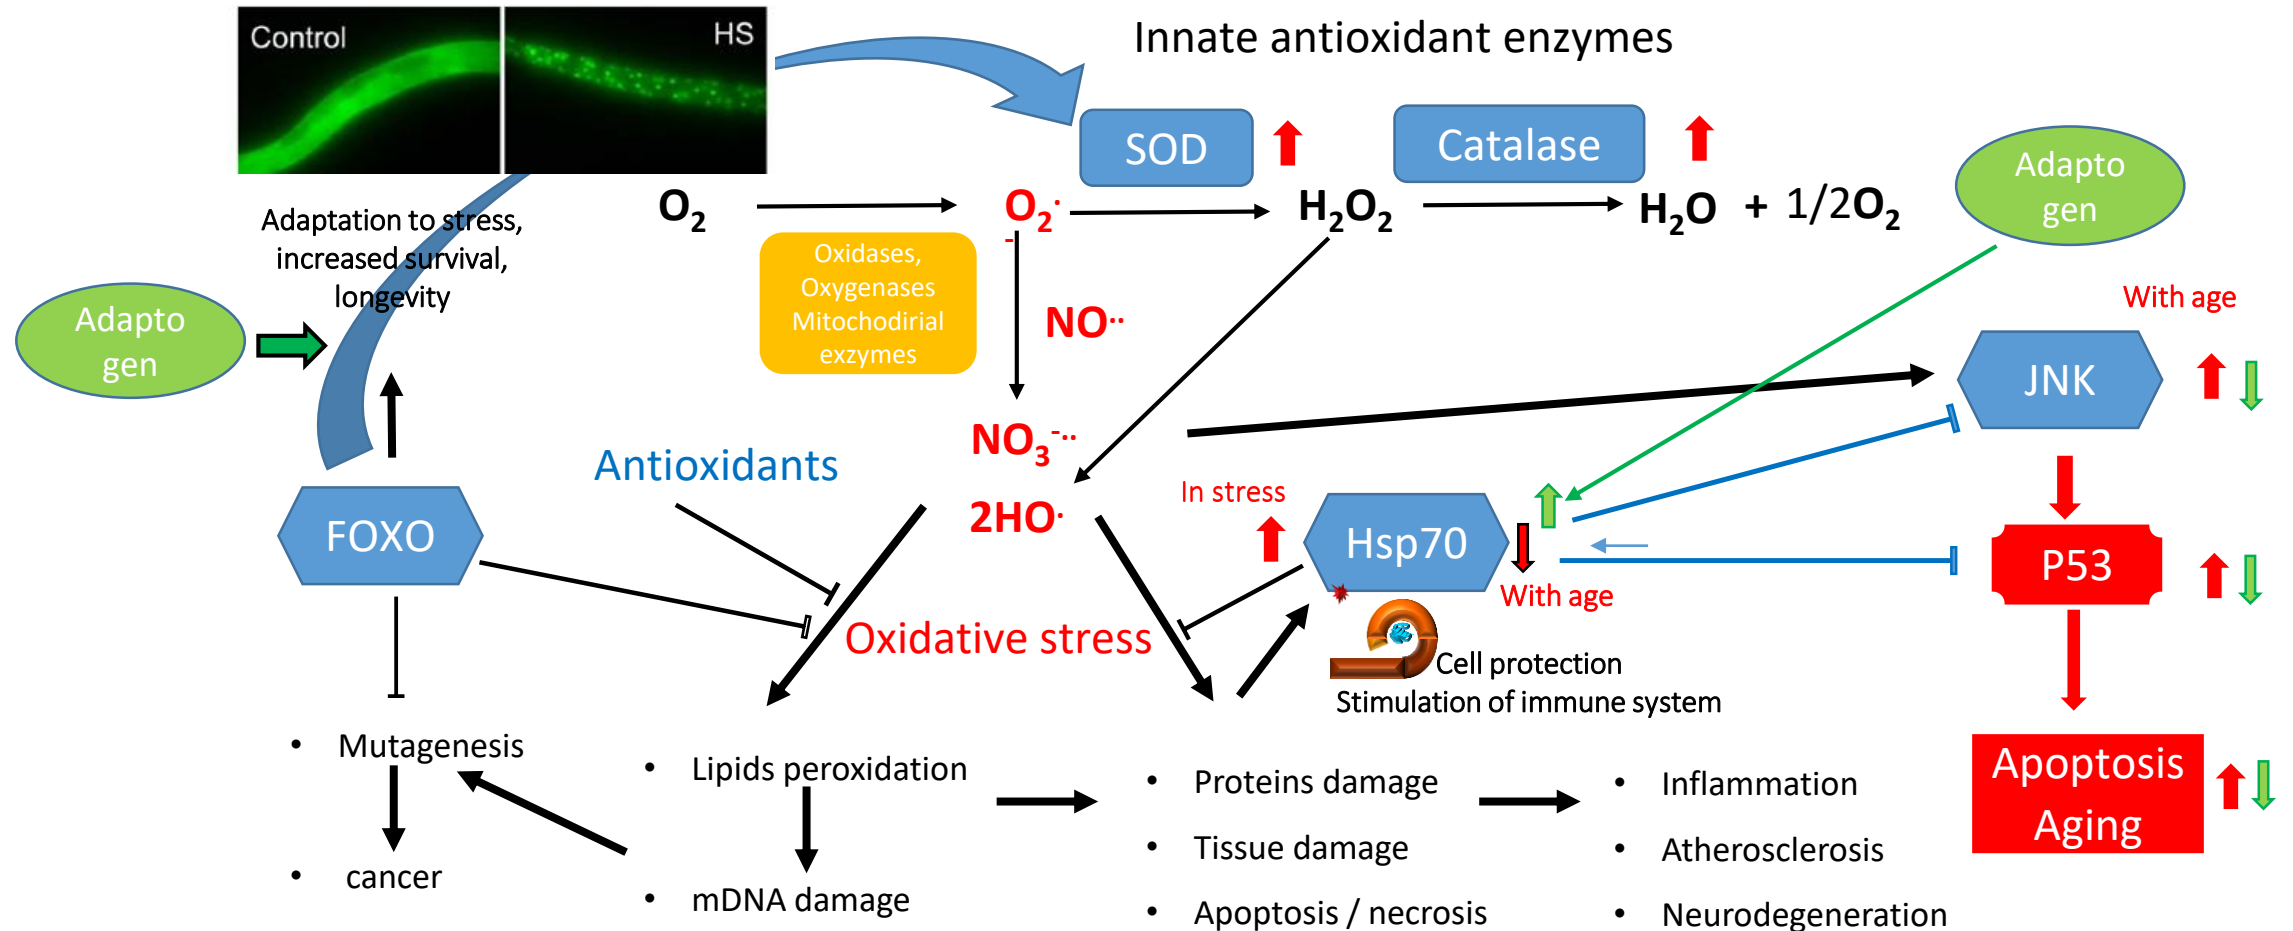 Control
HS
Innate antioxidant enzymes
SOD
Catalase
Adapto
gen
O2
O2·-
H2O2
H2O + 1/2O2
Adaptation to stress,
increased survival,
longevity
Oxidases,
Oxygenases
Mitochodirial
exzymes
Adapto
gen
NO··
With age
JNK
NO3-··
Antioxidants
In stress
2HO·
FOXO
Hsp70
P53
With age
Oxidative stress
Cell protection
Stimulation of immune system
• Mutagenesis
• cancer
• Lipids peroxidation
• mDNA damage
• Proteins damage
• Tissue damage
• Apoptosis / necrosis
• Inflammation
• Atherosclerosis
• Neurodegeneration
Apoptosis
Aging